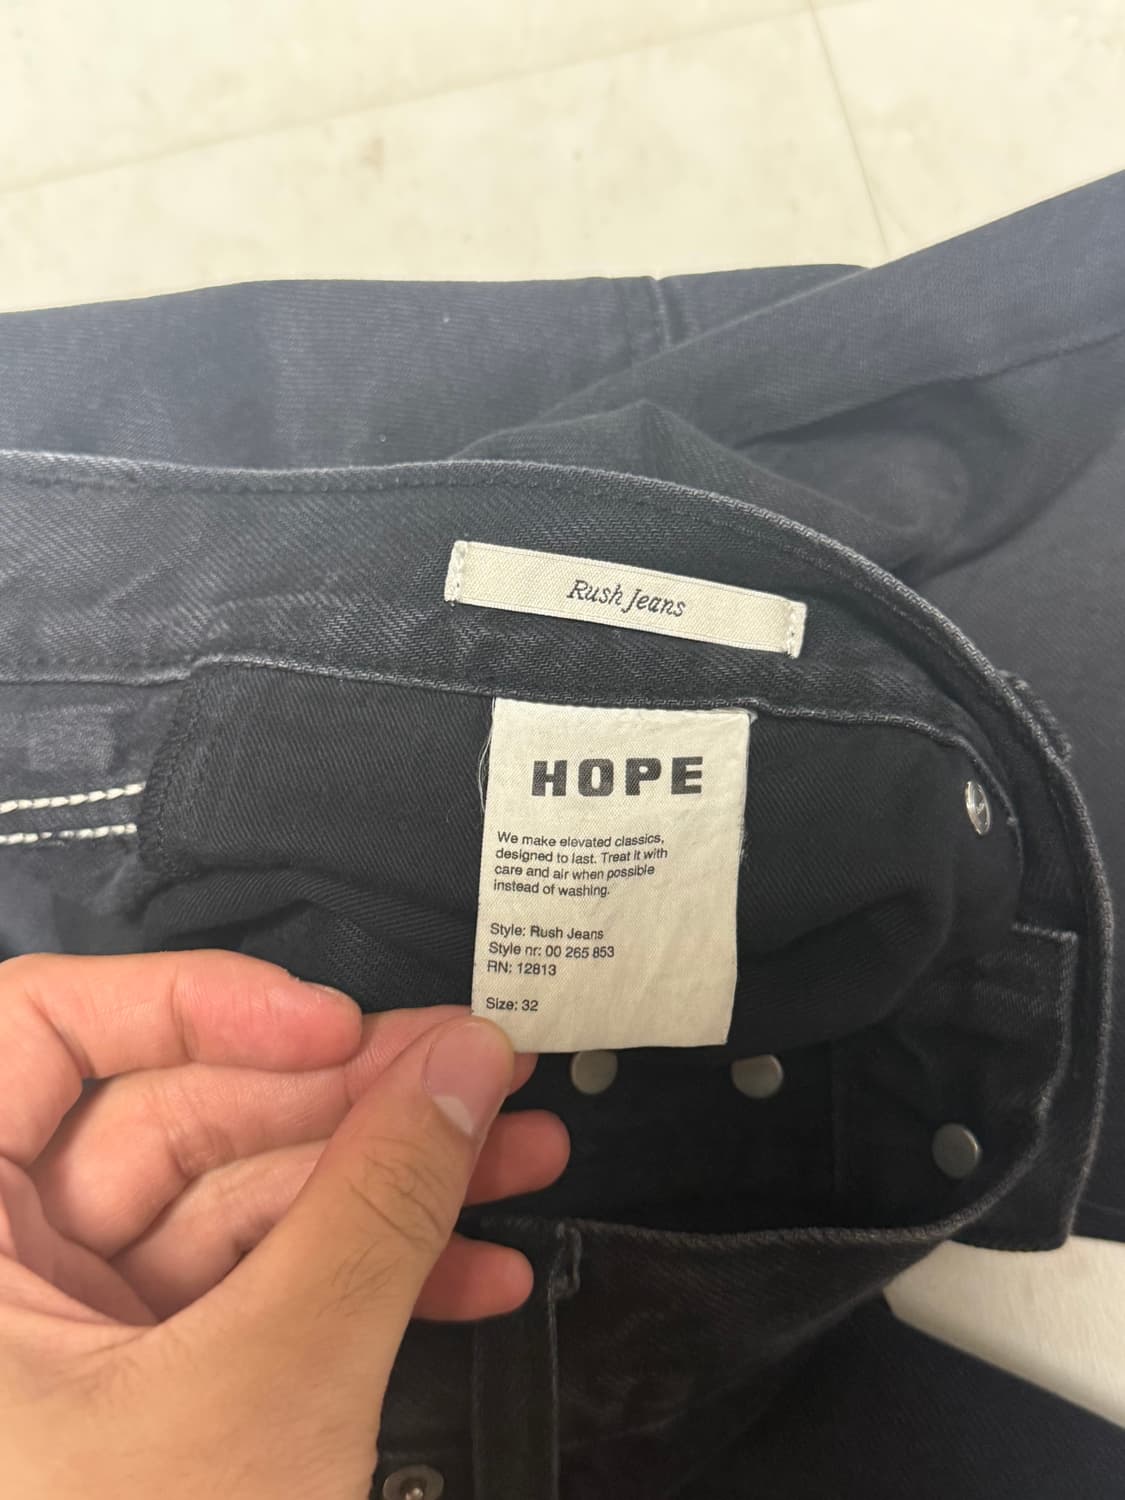 Rush Jeans
HOPE
We make elevated classics,
designed to last. Treat it with
care and air when possible
instead of washing.
Style: Rush Jeans
Style nr: 00 265 853
RN: 12813
Size: 32